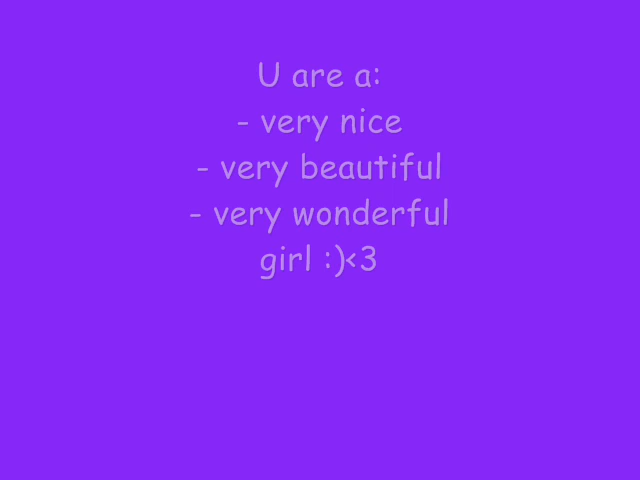 U are a:
- very nice
- very beautiful
- very wonderful
girl :)<3